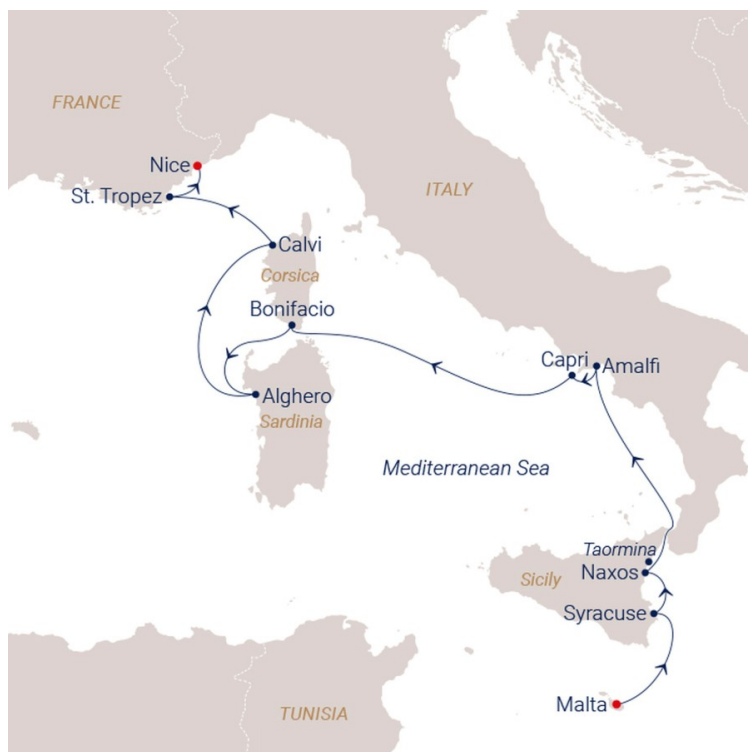 FRANCE
Nice
ITALY
St. Tropez
Calvi
Corsica
Bonifacio
Capri
Amalfi
Alghero
Sardinia
Mediterranean Sea
Taormina
Naxos
Sicily
Syracuse
Malta
TUNISIA